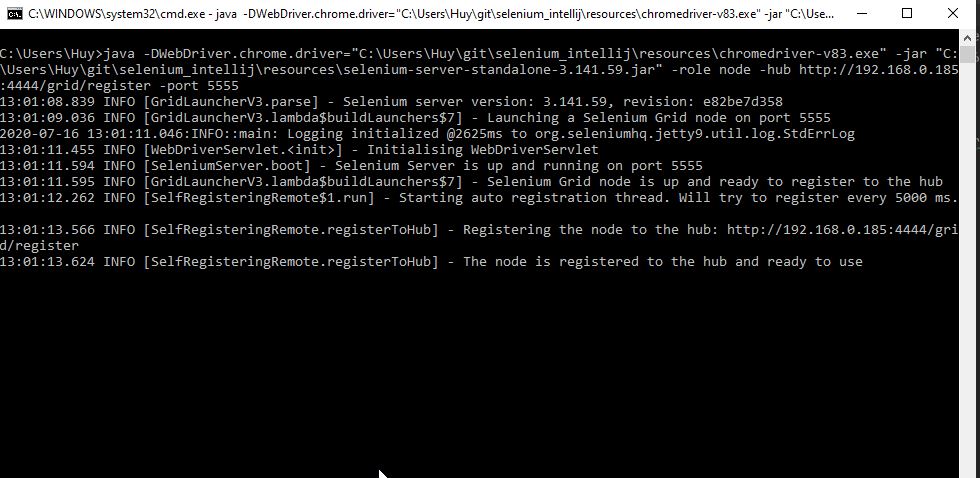 C:\WINDOWS\system32\cmd.exe - java  -DWebDriver.chrome.driver="C:\Users\Huy\git\selenium_intellij\resources\chromedriver-v83.exe" -jar "C:\Use...
C:\Users\Huy>java -DWebDriver.chrome.driver="C:\Users\Huy\git\selenium_intellij\resources\chromedriver-v83.exe" -jar "C:
\Users\Huy\git\selenium_intellij\resources\selenium-server-standalone-3.141.59.jar" -role node -hub http://192.168.0.185
:4444/grid/register -port 5555
13:01:08.839 INFO [GridLauncherV3.parse] - Selenium server version: 3.141.59, revision: e82be7d358
13:01:09.036 INFO [GridLauncherV3.lambda$buildLaunchers$7] - Launching a Selenium Grid node on port 5555
2020-07-16 13:01:11.046:INFO::main: Logging initialized @2625ms to org.seleniumhq.jetty9.util.log.StdErrLog
13:01:11.455 INFO [WebDriverServlet.<init>] - Initialising WebDriverServlet
13:01:11.594 INFO [SeleniumServer.boot] - Selenium Server is up and running on port 5555
13:01:11.595 INFO [GridLauncherV3.lambda$buildLaunchers$7] - Selenium Grid node is up and ready to register to the hub
13:01:12.262 INFO [SelfRegisteringRemote$1.run] - Starting auto registration thread. Will try to register every 5000 ms.
13:01:13.566 INFO [SelfRegisteringRemote.registerToHub] - Registering the node to the hub: http://192.168.0.185:4444/gri
d/register
13:01:13.624 INFO [SelfRegisteringRemote.registerToHub] - The node is registered to the hub and ready to use